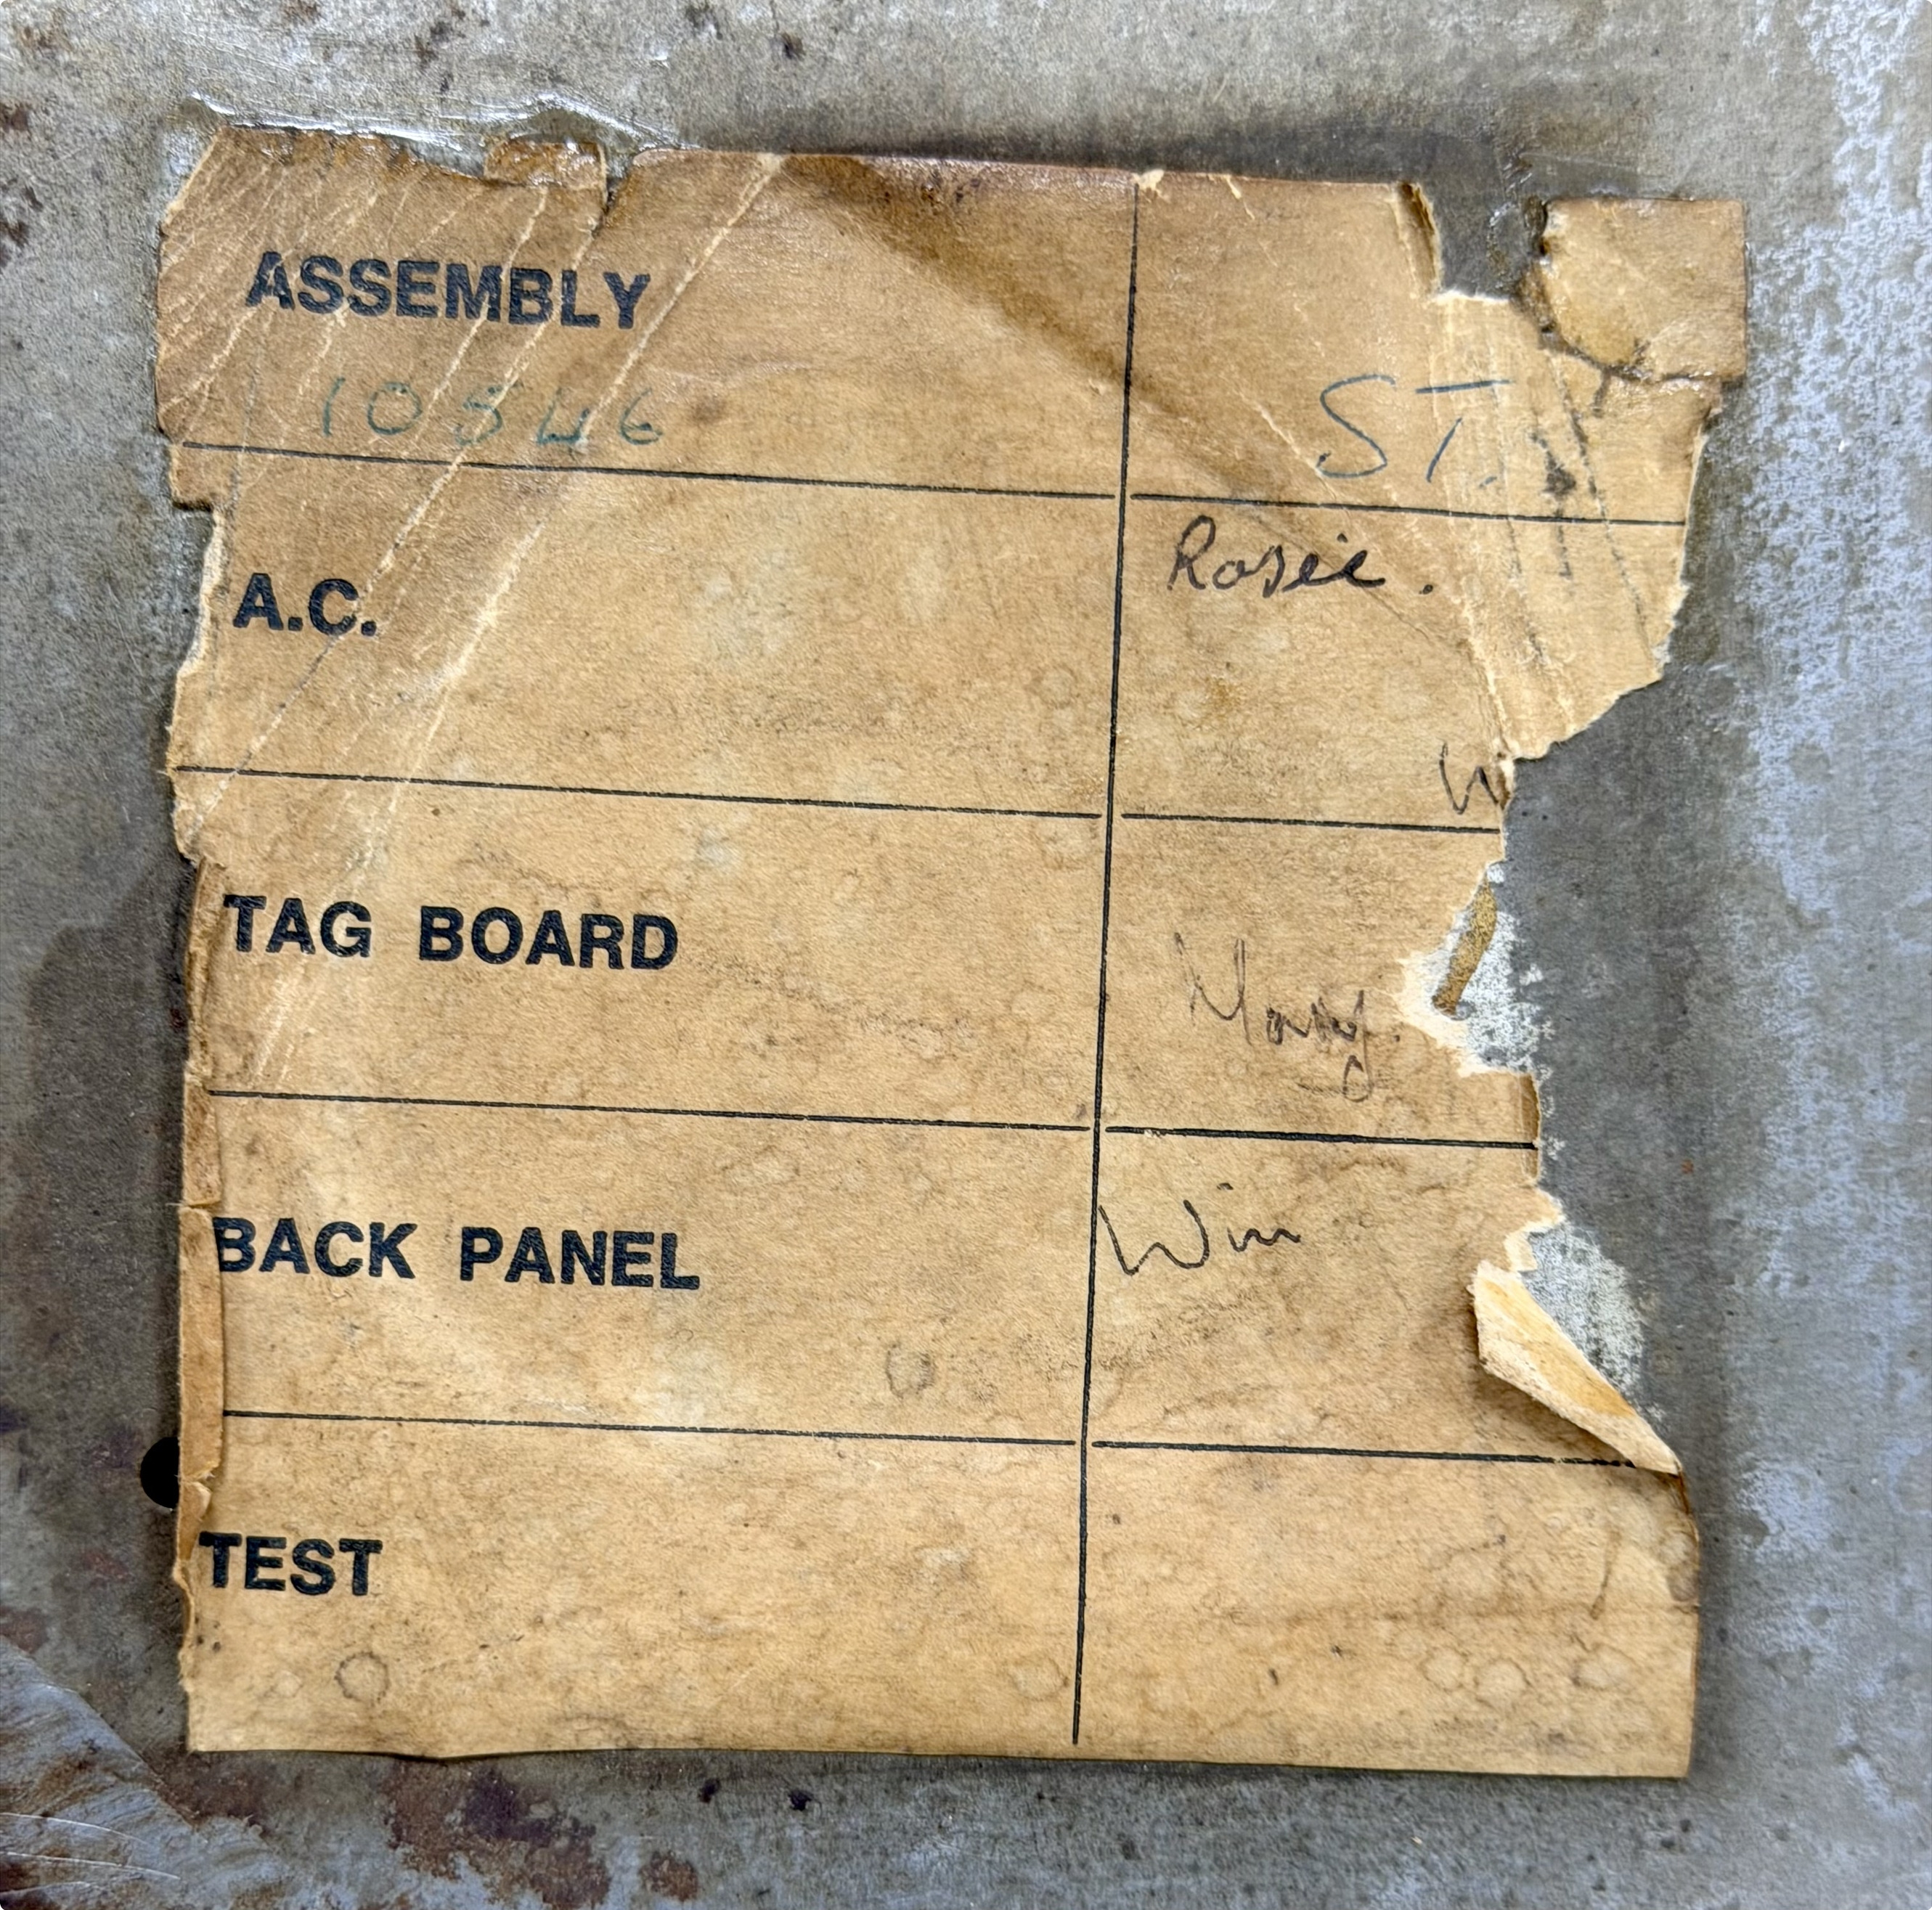 ASSEMBLY
10546 ST.
A.C. Rosie.
W
TAG BOARD Mary.
BACK PANEL Win
TEST